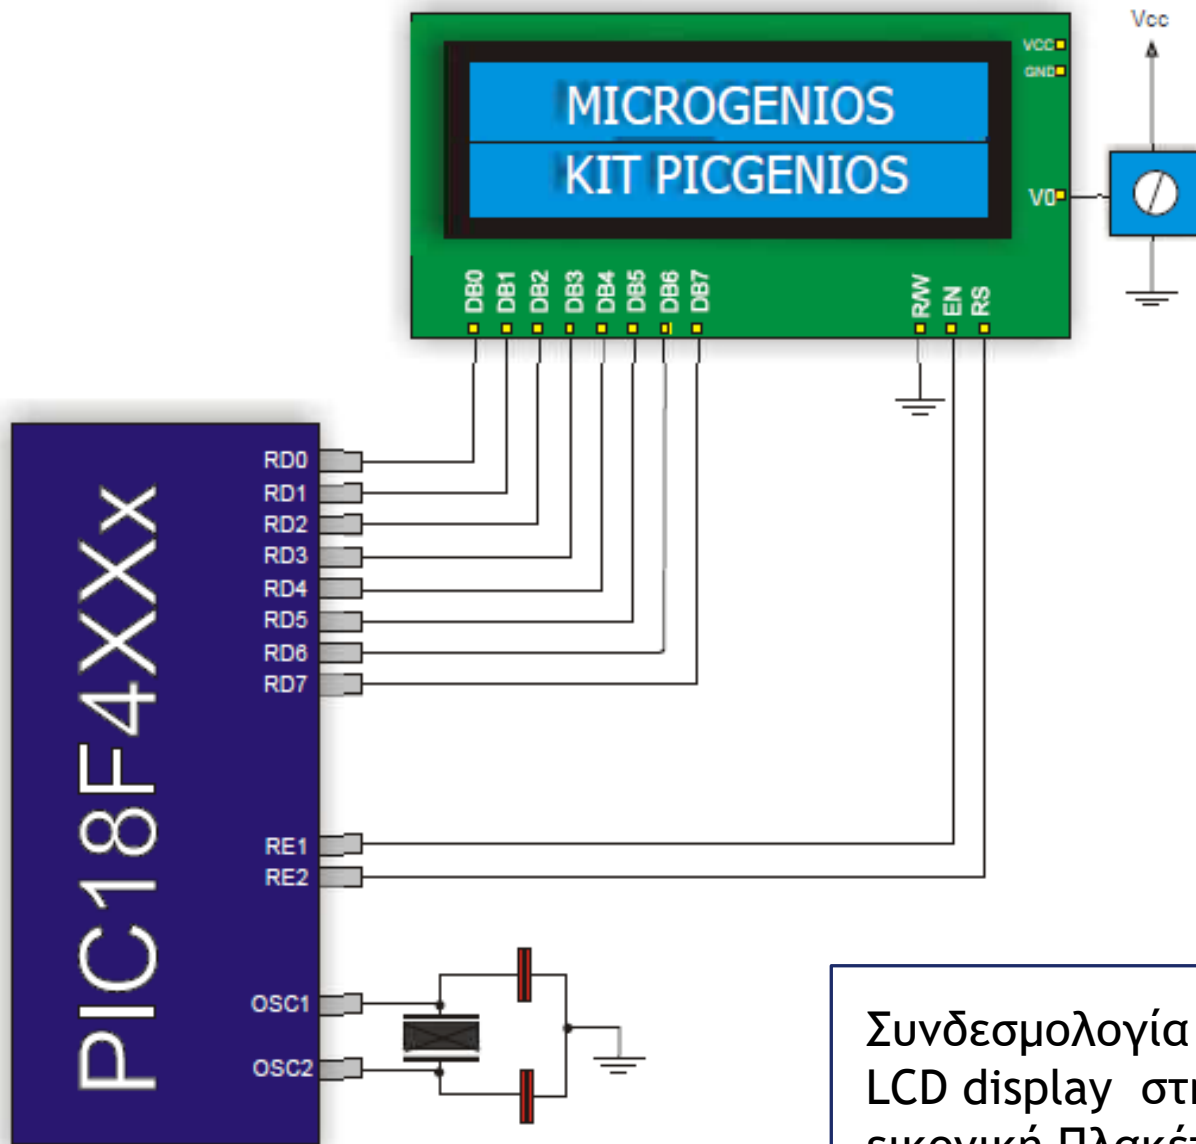 Vcc
VCC
GND
MICROGENIOS
KIT PICGENIOS
V0
DB0
DB1
DB2
DB3
DB4
DB5
DB6
DB7
R/W
EN
RS
PIC18F4XXx
RD0
RD1
RD2
RD3
RD4
RD5
RD6
RD7
RE1
RE2
OSC1
OSC2
Συνδεσμολογία
LCD display